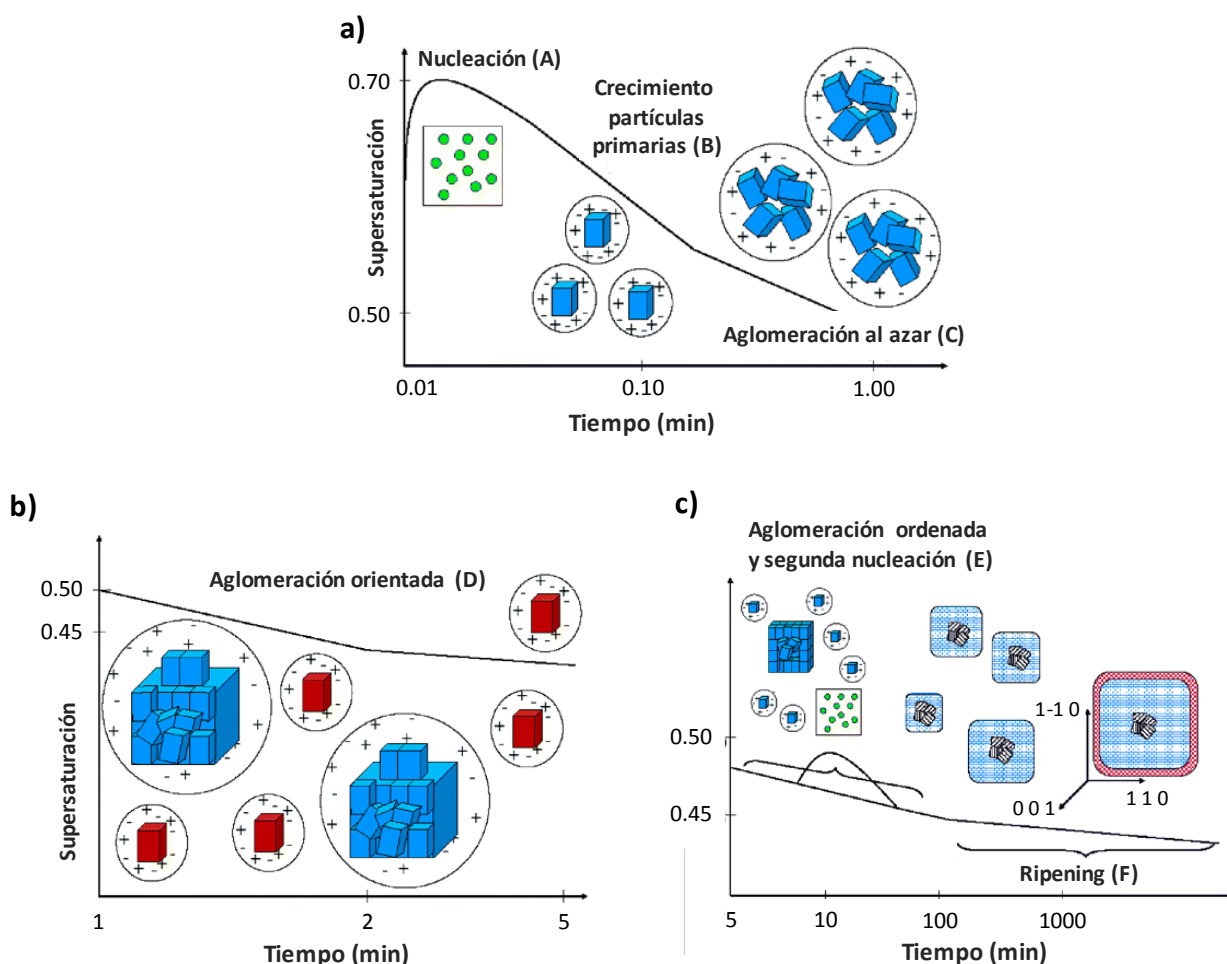 a)
Nucleación (A)
0.70
Crecimiento
partículas
primarias (B)
Supersaturación
0.50
Aglomeración al azar (C)
0.01
0.10
1.00
Tiempo (min)
b)
Aglomeración orientada (D)
0.50
0.45
Supersaturación
1
2
5
Tiempo (min)
c)
Aglomeración ordenada
y segunda nucleación (E)
0.50
1-10
0.45
0 0 1
1 1 0
Ripening (F)
5
10
100
1000
Tiempo (min)